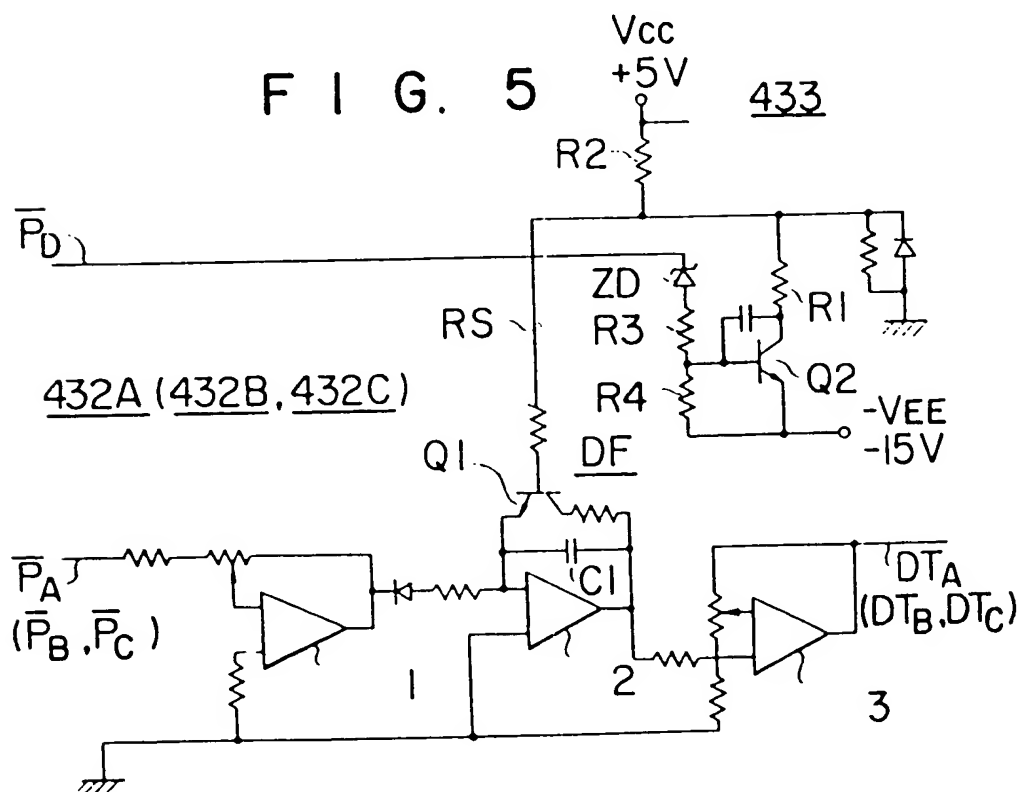 FIG. 5
Vcc
+5V
433
R2
P̅D
ZD
R1
RS
R3
Q2
432A (432B, 432C)
R4
-VEE
-15V
Q1
DF
P̅A
(P̅B, P̅C)
C1
DTA
(DTB, DTC)
1
2
3